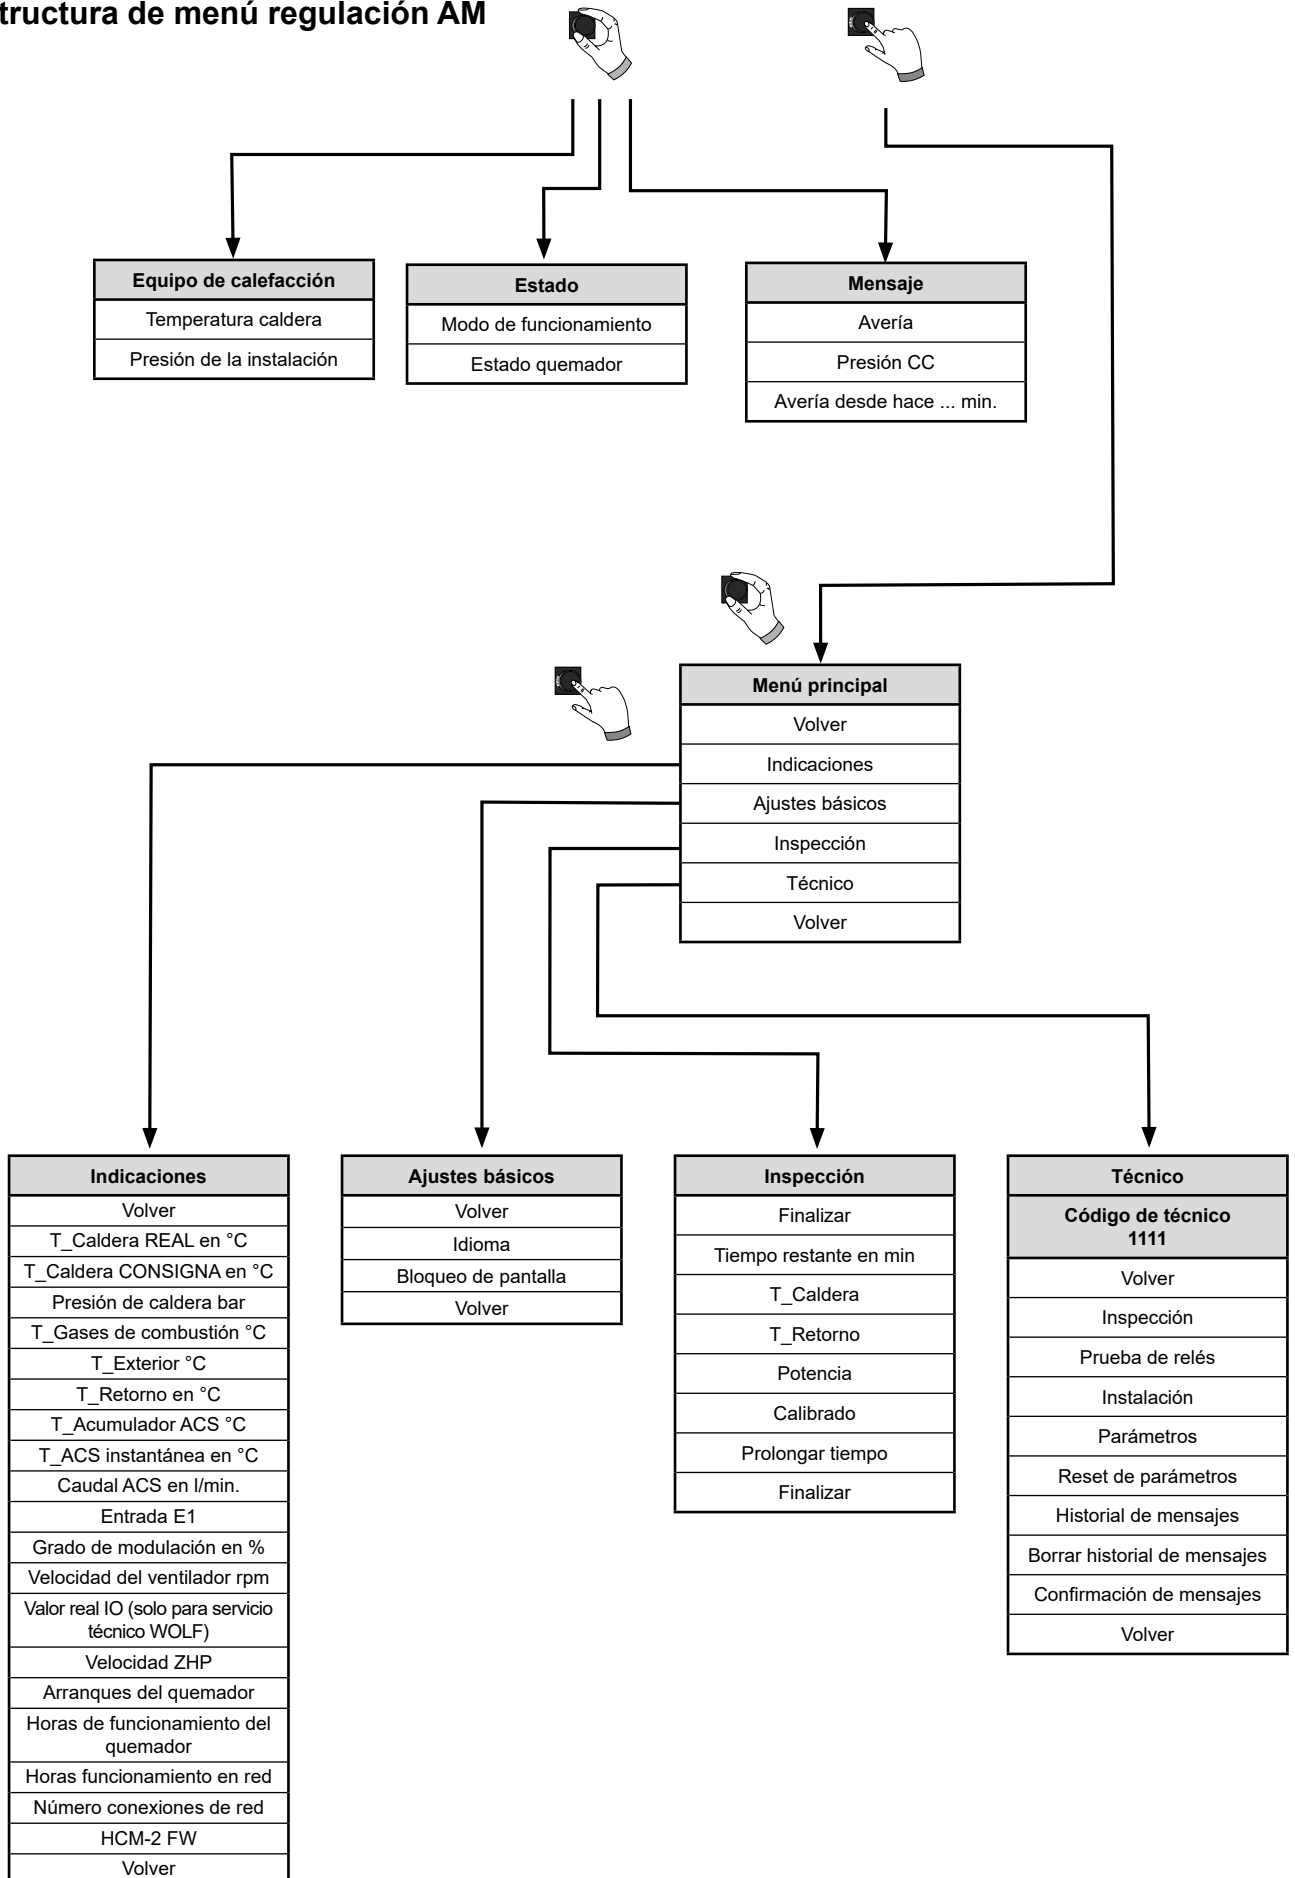 tructura de menú regulación AM
Equipo de calefacción
Temperatura caldera
Presión de la instalación
Estado
Modo de funcionamiento
Estado quemador
Mensaje
Avería
Presión CC
Avería desde hace ... min.
Menú principal
Volver
Indicaciones
Ajustes básicos
Inspección
Técnico
Volver
Indicaciones
Volver
T_Caldera REAL en °C
T_Caldera CONSIGNA en °C
Presión de caldera bar
T_Gases de combustión °C
T_Exterior °C
T_Retorno en °C
T_Acumulador ACS °C
T_ACS instantánea en °C
Caudal ACS en l/min.
Entrada E1
Grado de modulación en %
Velocidad del ventilador rpm
Valor real IO (solo para servicio
técnico WOLF)
Velocidad ZHP
Arranques del quemador
Horas de funcionamiento del
quemador
Horas funcionamiento en red
Número conexiones de red
HCM-2 FW
Volver
Ajustes básicos
Volver
Idioma
Bloqueo de pantalla
Volver
Inspección
Finalizar
Tiempo restante en min
T_Caldera
T_Retorno
Potencia
Calibrado
Prolongar tiempo
Finalizar
Técnico
Código de técnico
1111
Volver
Inspección
Prueba de relés
Instalación
Parámetros
Reset de parámetros
Historial de mensajes
Borrar historial de mensajes
Confirmación de mensajes
Volver